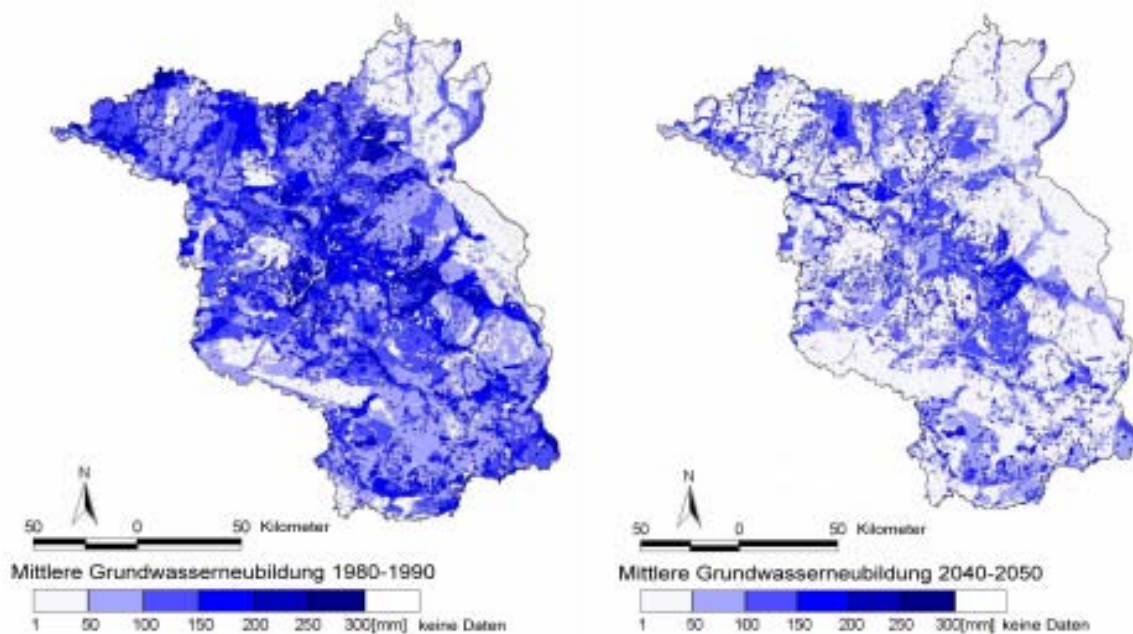 N
50 0 50 Kilometer
Mittlere Grundwasserneubildung 1980-1990
1 50 100 150 200 250 300[mm] keine Daten
N
50 0 50 Kilometer
Mittlere Grundwasserneubildung 2040-2050
1 50 100 150 200 250 300[mm] keine Daten